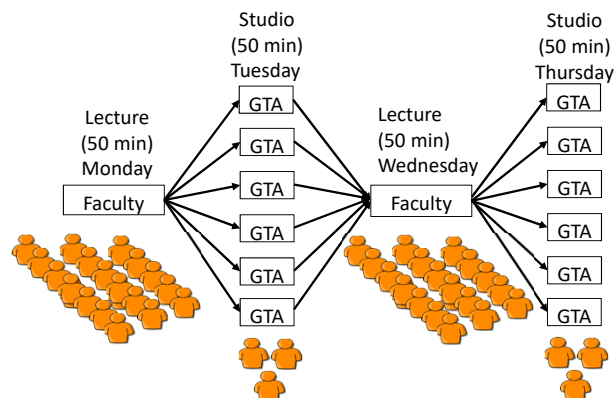 Lecture
(50 min)
Monday
Faculty
Studio
(50 min)
Tuesday
GTA
GTA
GTA
GTA
GTA
GTA
Lecture
(50 min)
Wednesday
Faculty
Studio
(50 min)
Thursday
GTA
GTA
GTA
GTA
GTA
GTA